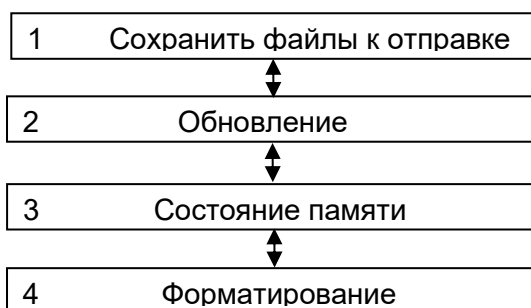 1 Сохранить файлы к отправке
2 Обновление
3 Состояние памяти
4 Форматирование